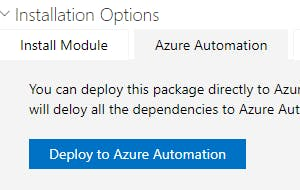 Installation Options
Install Module
Azure Automation
You can deploy this package directly to Azur
will deloy all the dependencies to Azure Aut
Deploy to Azure Automation